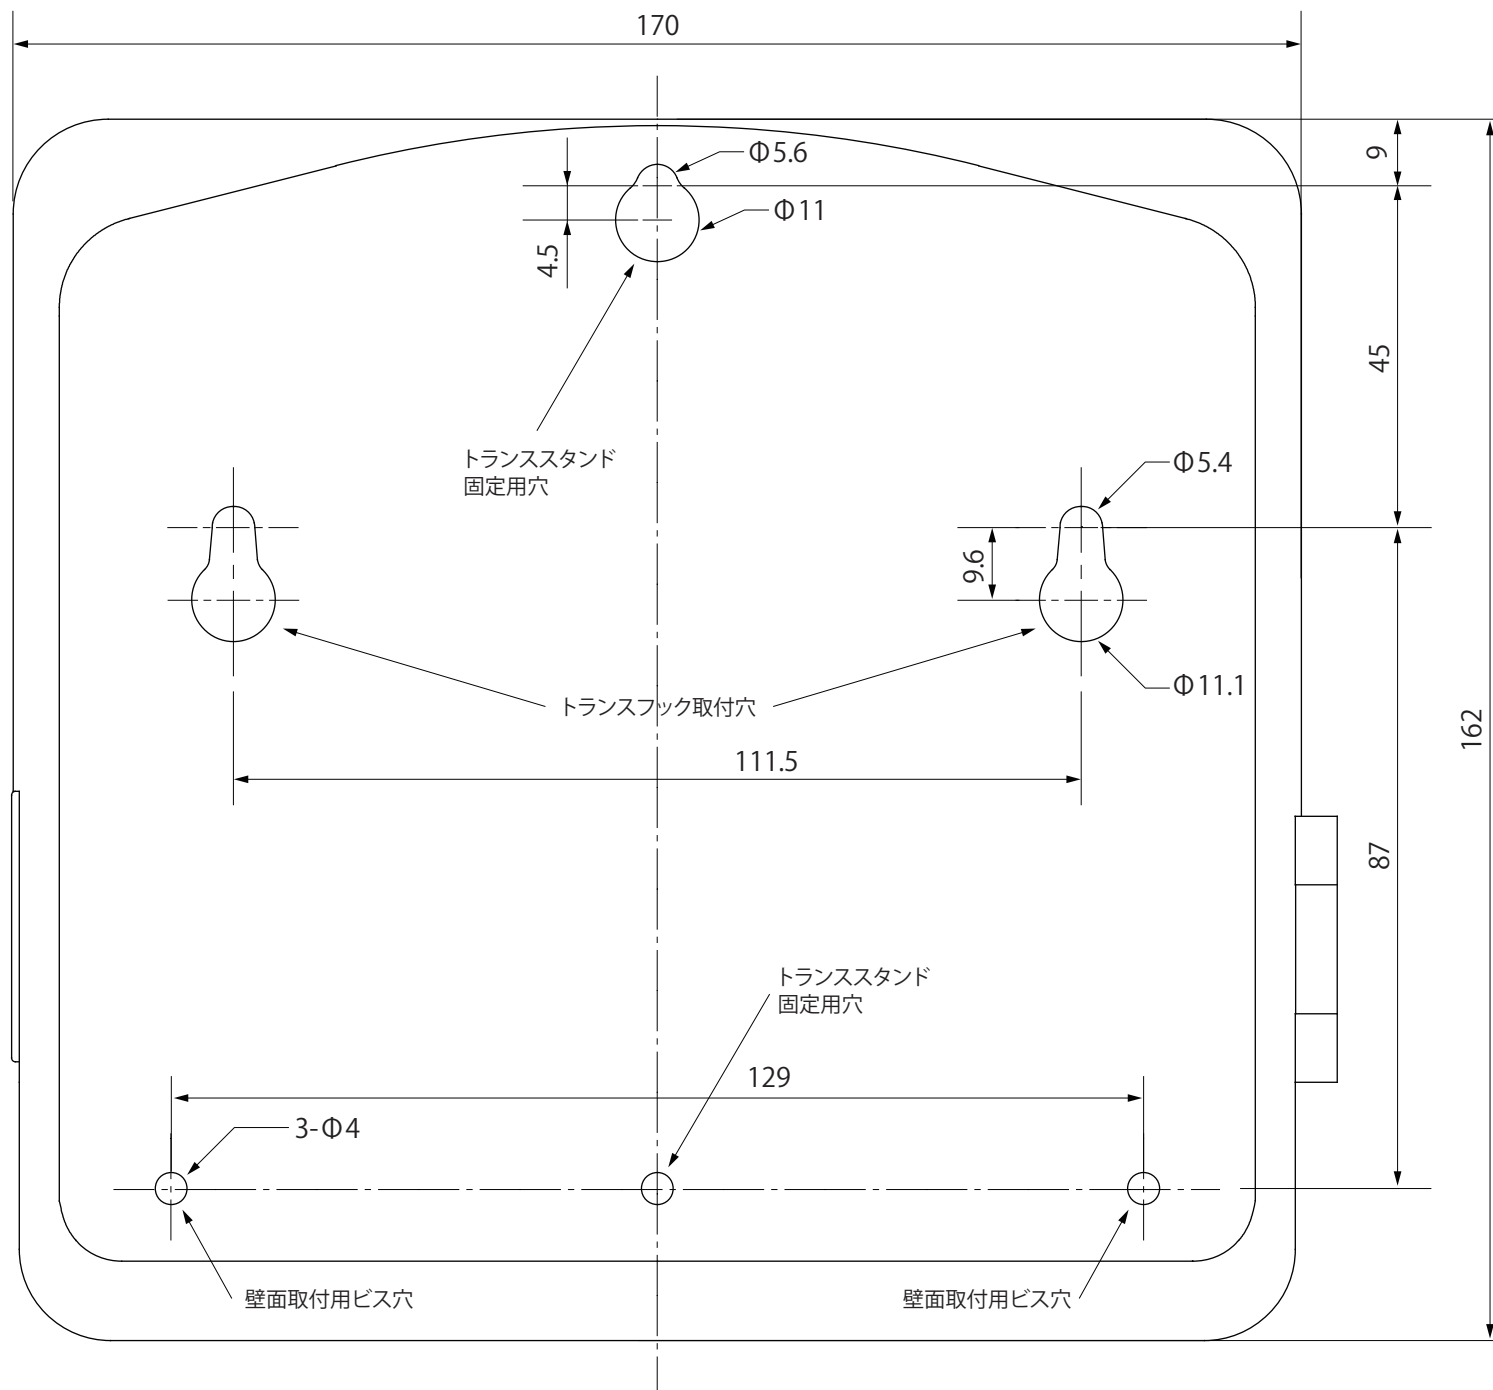 170
Φ5.6
9
Φ11
4.5
45
トランススタンド
固定用穴
Φ5.4
9.6
Φ11.1
トランスフック取付穴
162
111.5
87
トランススタンド
固定用穴
129
3-Φ4
壁面取付用ビス穴
壁面取付用ビス穴